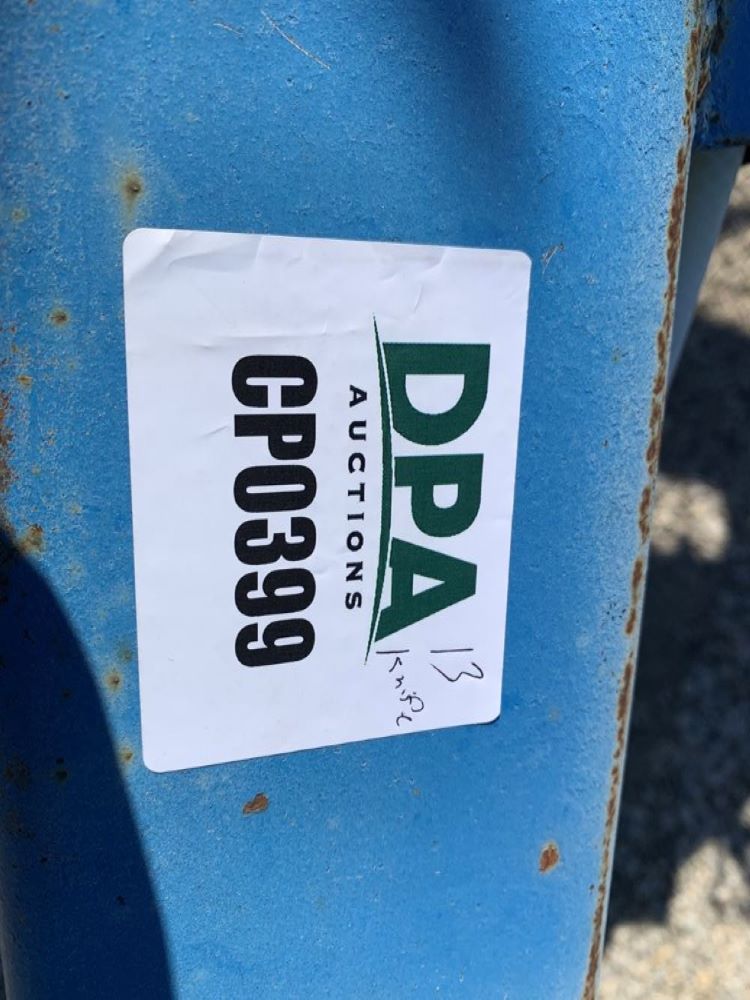 DPA
AUCTIONS
CP0399
13
Knife